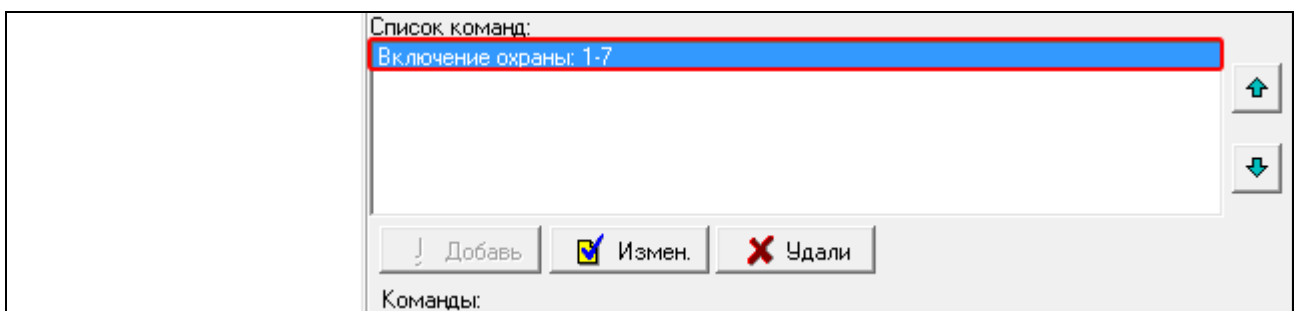 Список команд:
Включение охраны: 1-7
Добавь Измен. Удали
Команды: